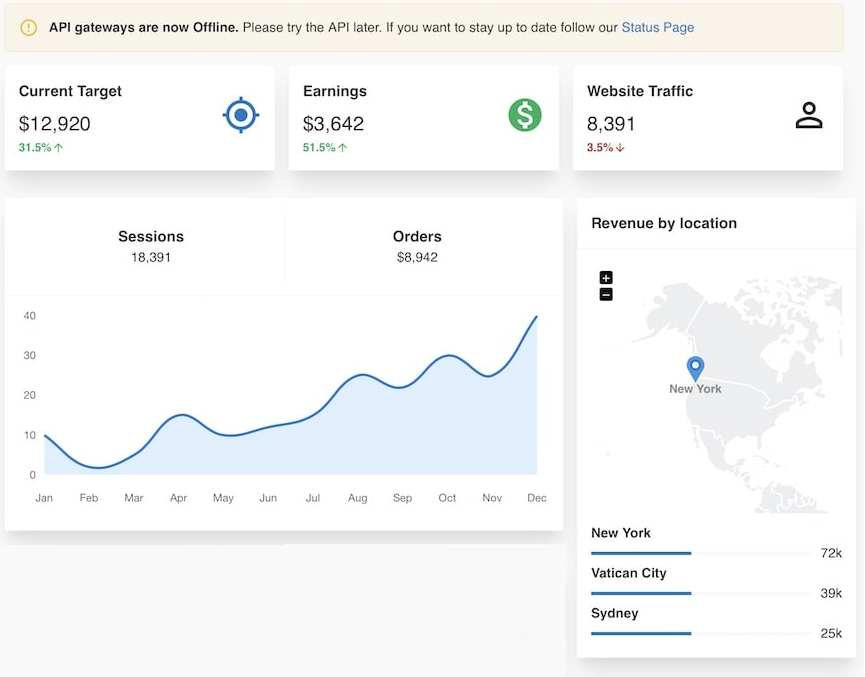 API gateways are now Offline. Please try the API later. If you want to stay up to date follow our Status Page
Current Target
$12,920
31.5%↑
Earnings
$3,642
51.5%↑
$
Website Traffic
8,391
3.5%↓
Sessions
18,391
Orders
$8,942
40
30
20
10
0
Jan Feb Mar Apr May Jun Jul Aug Sep Oct Nov Dec
Revenue by location
+
−
New York
New York
72k
Vatican City
39k
Sydney
25k